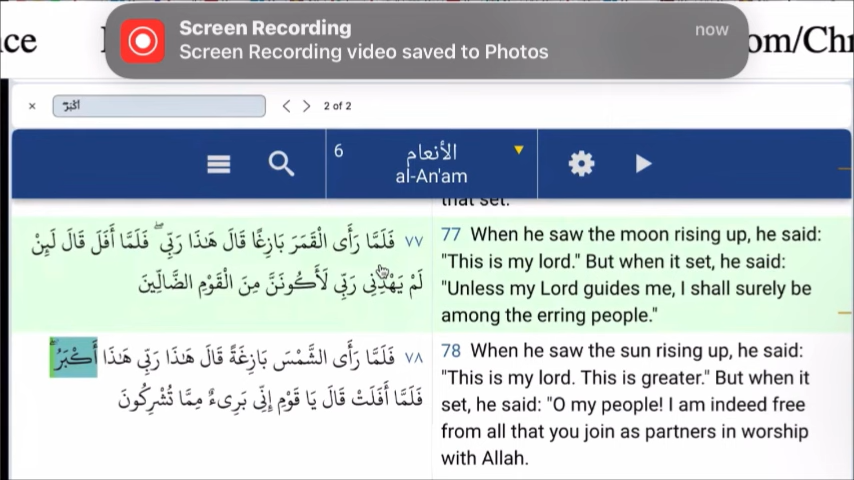 ce
om/Chr
Screen Recording
now
Screen Recording video saved to Photos
× أكبر < > 2 of 2
6
الأنعام
al-An'am
that set.
٧٧ فَلَمَّا رَأَى الْقَمَرَ بَازِغًا قَالَ هَٰذَا رَبِّي ۖ فَلَمَّا أَفَلَ قَالَ لَئِنْ
لَمْ يَهْدِنِي رَبِّي لَأَكُونَنَّ مِنَ الْقَوْمِ الضَّالِّينَ
77 When he saw the moon rising up, he said:
"This is my lord." But when it set, he said:
"Unless my Lord guides me, I shall surely be
among the erring people."
٧٨ فَلَمَّا رَأَى الشَّمْسَ بَازِغَةً قَالَ هَٰذَا رَبِّي هَٰذَا أَكْبَرُ ۖ
فَلَمَّا أَفَلَتْ قَالَ يَا قَوْمِ إِنِّي بَرِيءٌ مِمَّا تُشْرِكُونَ
78 When he saw the sun rising up, he said:
"This is my lord. This is greater." But when it
set, he said: "O my people! I am indeed free
from all that you join as partners in worship
with Allah.